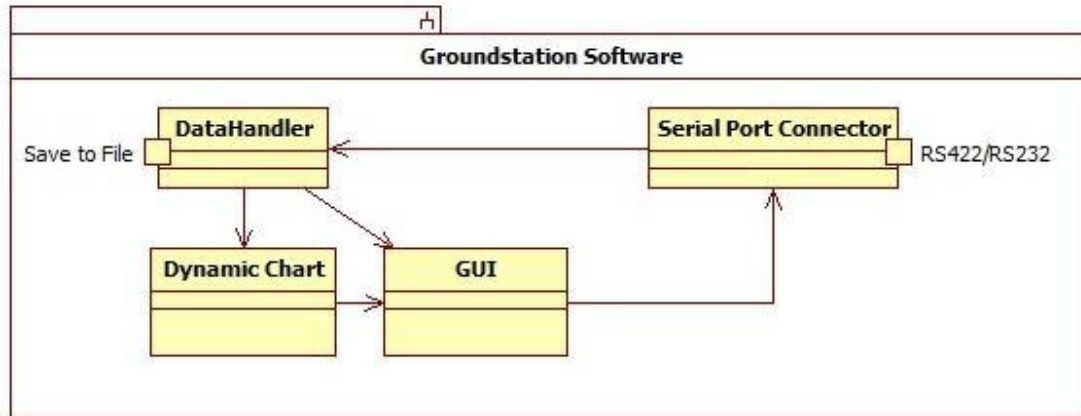 Groundstation Software
DataHandler
Serial Port Connector
Save to File
RS422/RS232
Dynamic Chart
GUI